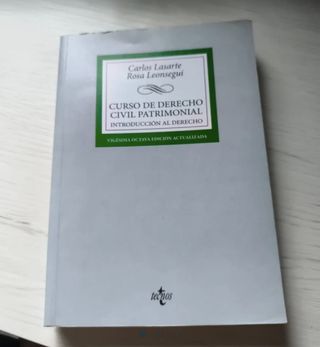 Carlos Lasarte
Rosa Leonsegui
CURSO DE DERECHO
CIVIL PATRIMONIAL
INTRODUCCIÓN AL DERECHO
VIGÉSIMA OCTAVA EDICIÓN ACTUALIZADA
tecnos